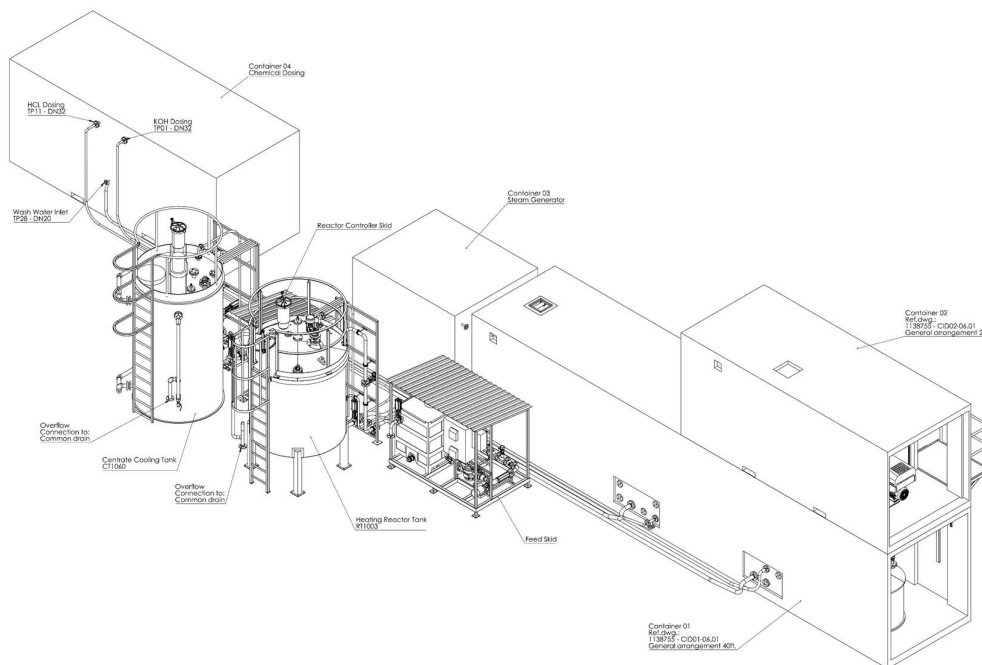 Container 04
Chemical Dosing
HCL Dosing
TP11 - DN32
KOH Dosing
TP01 - DN32
Wash Water Inlet
TP28 - DN20
Reactor Controller Skid
Container 03
Steam Generator
Container 02
Ref.dwg.:
1138755 - CID02-06.01
General arrangement 2
Overflow
Connection to:
Common drain
Centrate Cooling Tank
CT1060
Overflow
Connection to:
Common drain
Heating Reactor Tank
RT1003
Feed Skid
Container 01
Ref.dwg.:
1138755 - CID01-06.01
General arrangement 40ft.